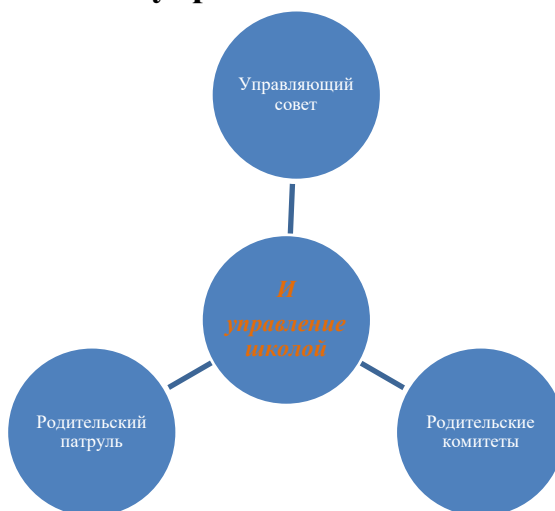 Управляющий
совет
И
управление
школой
Родительский
патруль
Родительские
комитеты